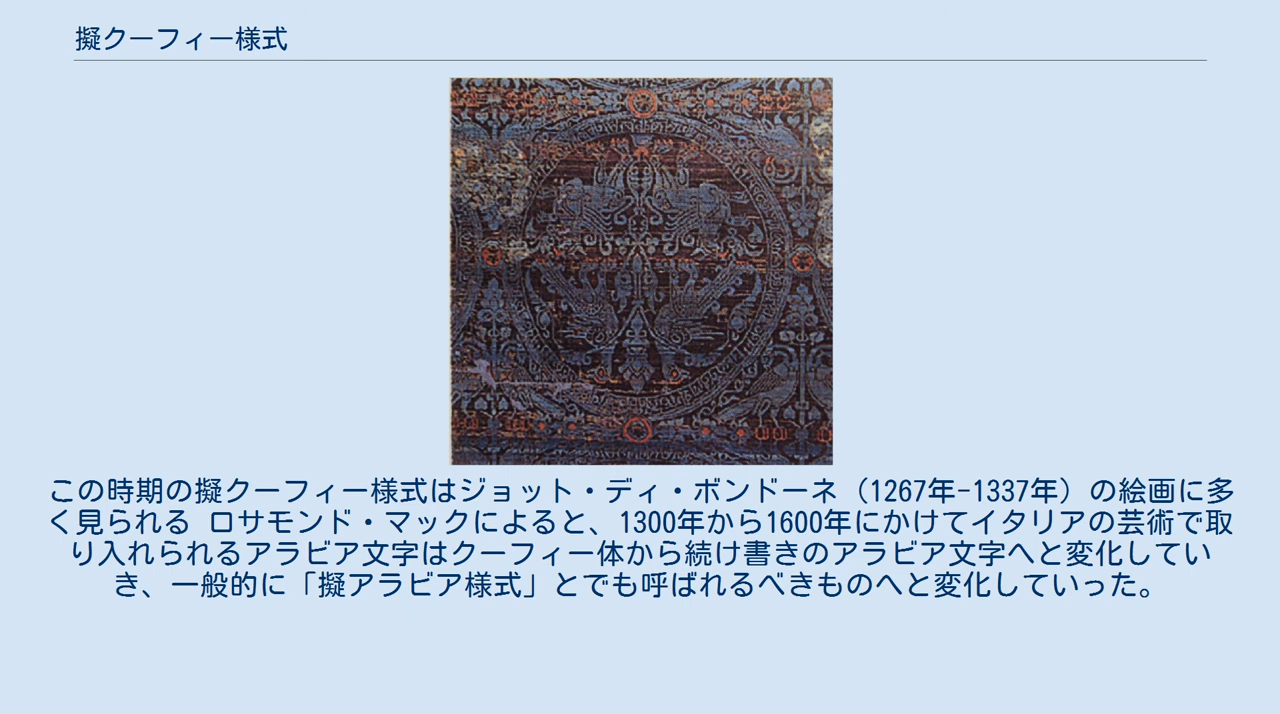 擬クーフィー様式
この時期の擬クーフィー様式はジョット・ディ・ボンドーネ（1267年-1337年）の絵画に多
く見られる ロサモンド・マックによると、1300年から1600年にかけてイタリアの芸術で取
り入れられるアラビア文字はクーフィー体から続け書きのアラビア文字へと変化してい
き、一般的に「擬アラビア様式」とでも呼ばれるべきものへと変化していった。